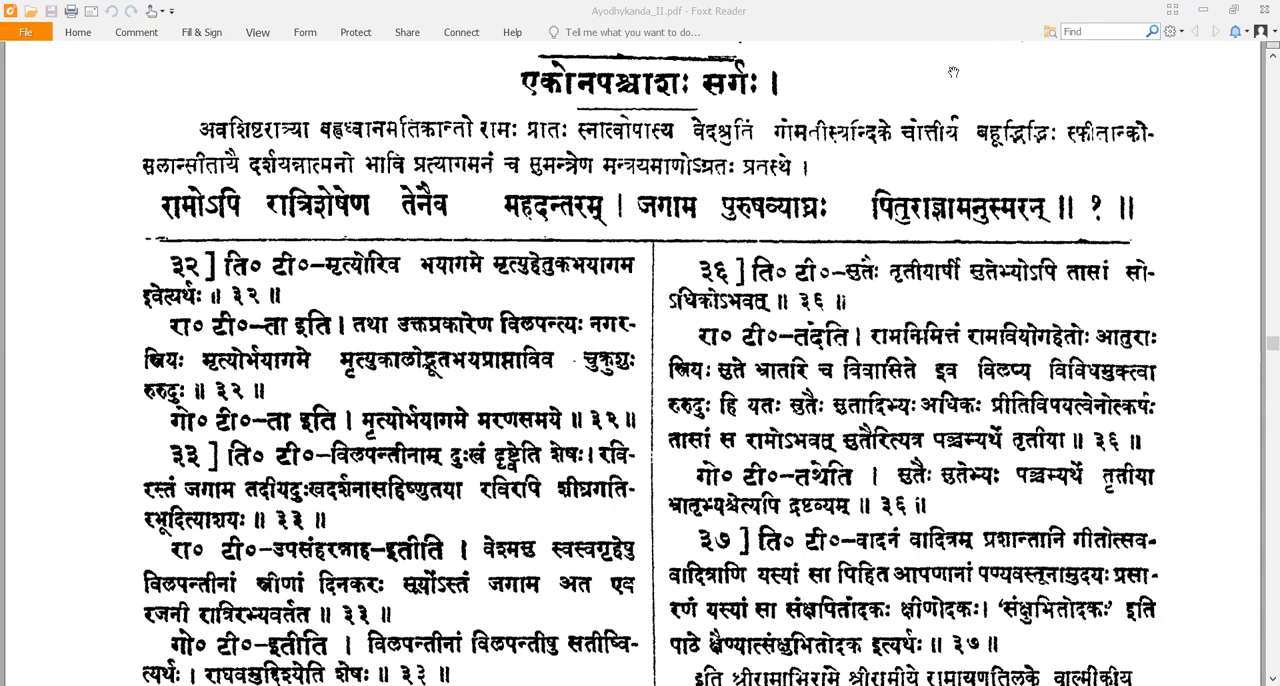 Ayodhykanda_II.pdf - Foxit Reader
File Home Comment Fill & Sign View Form Protect Share Connect Help Tell me what you want to do... Find
एकोनपञ्चाशः सर्गः ।
अवशिष्टरात्र्या बह्वध्वानमतिक्रान्तो रामः प्रातः स्नात्वोपास्य वेदश्रुतिं गोमतीस्यन्दिके चोत्तीर्य बहूद्भिद्भिः स्फीतान्को-
सलान्सीतायै दर्शयन्नात्मनो भावि प्रत्यागमनं च सुमन्त्रेण मन्त्रयमाणोऽग्रतः प्रतस्थे ।
रामोऽपि रात्रिशेषेण तेनैव महदन्तरम् । जगाम पुरुषव्याघ्रः पितुराज्ञामनुस्मरन् ॥ १ ॥
३२ ] ति० टी०-मृत्योरिव भयागमे मृत्युहेतुकभयागम
इवेत्यर्थः ॥ ३२ ॥
रा० टी०-ता इति । तथा उक्तप्रकारेण विलपन्त्यः नगर-
स्त्रियः मृत्योर्भयागमे मृत्युकालोद्भूतभयप्राप्ताविव चुक्रुशुः
रुरुदुः ॥ ३२ ॥
गो० टी०-ता इति । मृत्योर्भयागमे मरणसमये ॥ ३२ ॥
३३ ] ति० टी०-विलपन्तीनाम् दुःखं दृष्ट्वेति शेषः । रवि-
रस्तं जगाम तदीयदुःखदर्शनासहिष्णुतया रविरपि शीघ्रगति-
रभूदित्याशयः ॥ ३३ ॥
रा० टी०-उपसंहरन्नाह-इतीति । वेश्मसु स्वस्वगृहेषु
विलपन्तीनां स्त्रीणां दिनकरः सूर्योऽस्तं जगाम अत एव
रजनी रात्रिरभ्यवर्तत ॥ ३३ ॥
गो० टी०-इतीति । विलपन्तीनां विलपन्तीषु सतीष्वि-
त्यर्थः । राघवमुद्दिश्येति शेषः ॥ ३३ ॥
३६ ] ति० टी०-सुतैः तृतीयार्षी सुतेभ्योऽपि तासां सो-
ऽधिकोऽभवत् ॥ ३६ ॥
रा० टी०-तदेति । रामनिमित्तं रामवियोगहेतोः आतुराः
स्त्रियः सुते भ्रातरि च विवासिते इव विलप्य विविधमुक्त्वा
रुरुदुः हि यतः सुतैः सुतादिभ्यः अधिकः प्रीतिविषयत्वेनोत्कर्षः
तासां स रामोऽभवत् सुतैरित्यत्र पञ्चम्यर्थे तृतीया ॥ ३६ ॥
गो० टी०-तथेति । सुतैः सुतेभ्यः पञ्चम्यर्थे तृतीया
भ्रातृभ्यश्चेत्यपि द्रष्टव्यम् ॥ ३६ ॥
३७ ] ति० टी०-वादनं वादित्रम् प्रशान्तानि गीतोत्सव-
वादित्राणि यस्यां सा पिहित आपणानां पण्यवस्तूनामुदयः प्रसा-
रणं यस्यां सा संक्षपितोदकः क्षीणोदकः। 'संक्षुभितोदकः' इति
पाठे क्षैण्यात्संक्षुभितोदक इत्यर्थः ॥ ३७ ॥
इति श्रीरामाभिरामे श्रीरामीये रामायणतिलके वाल्मीकीय